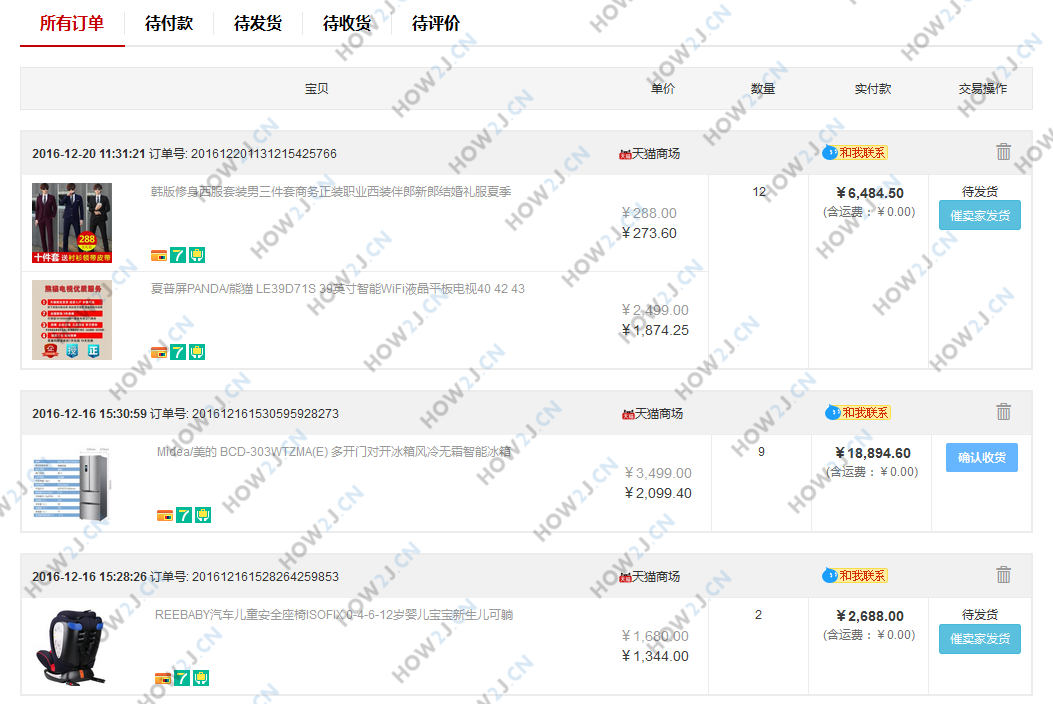 所有订单 待付款 待发货 待收货 待评价
宝贝 单价 数量 实付款 交易操作
2016-12-20 11:31:21 订单号: 201612201131215425766 天猫 天猫商场 和我联系
韩版修身西服套装男三件套商务正装职业西装伴郎新郎结婚礼服夏季 12 ￥6,484.50 待发货
￥288.00 (含运费：￥0.00) 催卖家发货
￥273.60
288
十件套 送衬衫领带皮带
7
夏普屏PANDA/熊猫 LE39D71S 39英寸智能WiFi液晶平板电视40 42 43
熊猫电视优质服务
￥2,499.00
￥1,874.25
授 正
7
2016-12-16 15:30:59 订单号: 201612161530595928273 天猫 天猫商场 和我联系
Midea/美的 BCD-303WTZMA(E) 多开门对开冰箱风冷无霜智能冰箱 9 ￥18,894.60 确认收货
￥3,499.00 (含运费：￥0.00)
￥2,099.40
7
2016-12-16 15:28:26 订单号: 201612161528264259853 天猫 天猫商场 和我联系
REEBABY汽车儿童安全座椅ISOFIX 0-4-6-12岁婴儿宝宝新生儿可躺 2 ￥2,688.00 待发货
￥1,680.00 (含运费：￥0.00) 催卖家发货
￥1,344.00
7
HOW2J.CN